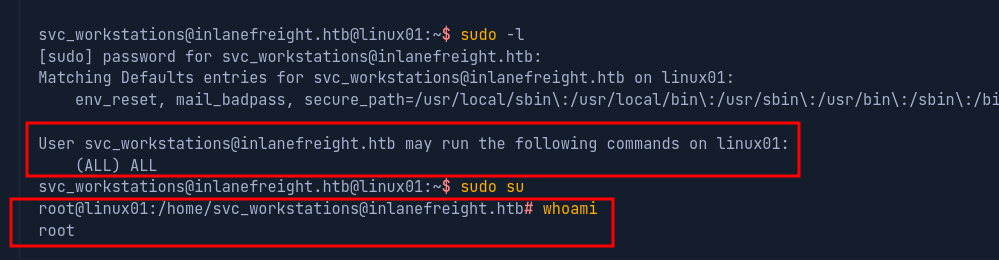 svc_workstations@inlanefreight.htb@linux01:~$ sudo -l
[sudo] password for svc_workstations@inlanefreight.htb:
Matching Defaults entries for svc_workstations@inlanefreight.htb on linux01:
    env_reset, mail_badpass, secure_path=/usr/local/sbin\:/usr/local/bin\:/usr/sbin\:/usr/bin\:/sbin\:/bi
User svc_workstations@inlanefreight.htb may run the following commands on linux01:
    (ALL) ALL
svc_workstations@inlanefreight.htb@linux01:~$ sudo su
root@linux01:/home/svc_workstations@inlanefreight.htb# whoami
root